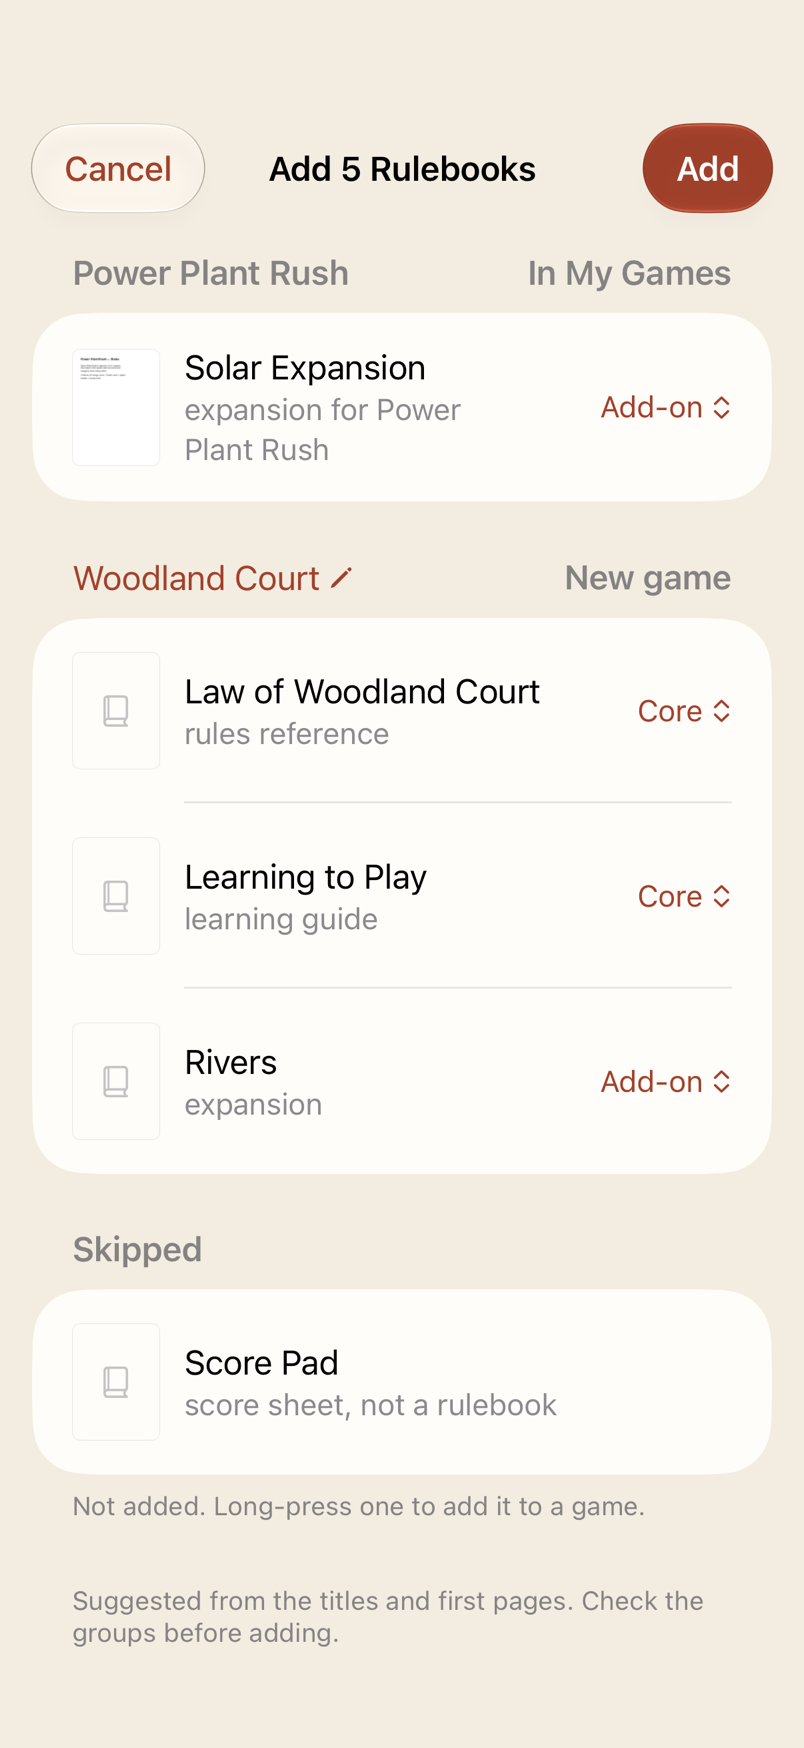 Cancel
Add 5 Rulebooks
Add
Power Plant Rush
In My Games
Solar Expansion
expansion for Power
Plant Rush
Add-on
Woodland Court
New game
Law of Woodland Court
rules reference
Core
Learning to Play
learning guide
Core
Rivers
expansion
Add-on
Skipped
Score Pad
score sheet, not a rulebook
Not added. Long-press one to add it to a game.
Suggested from the titles and first pages. Check the
groups before adding.